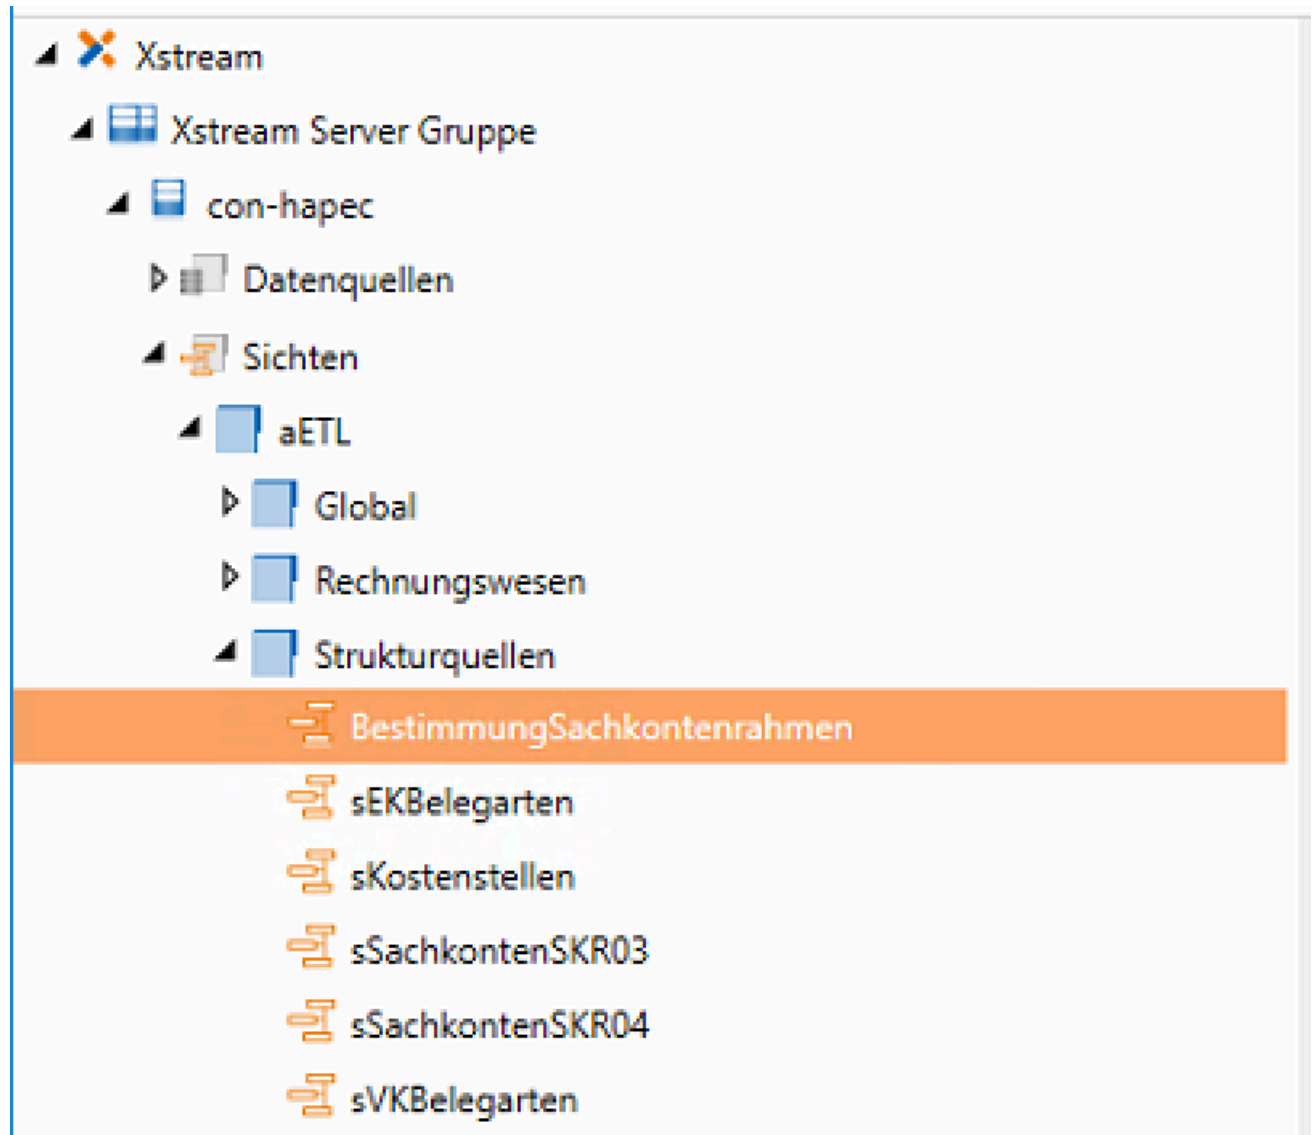 Xstream
Xstream Server Gruppe
con-hapec
Datenquellen
Sichten
aETL
Global
Rechnungswesen
Strukturquellen
BestimmungSachkontenrahmen
sEKBelegarten
sKostenstellen
sSachkontenSKR03
sSachkontenSKR04
sVKBelegarten